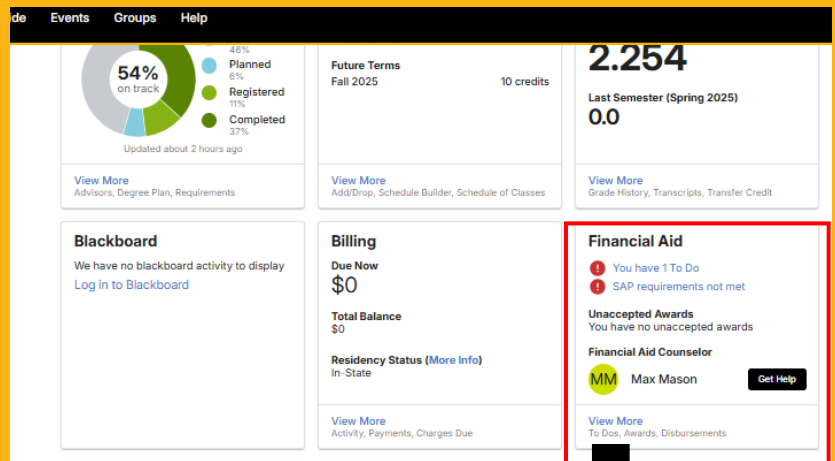 ide Events Groups Help
46%
Planned
6%
Registered
11%
Completed
37%
54%
on track
Updated about 2 hours ago
View More
Advisors, Degree Plan, Requirements
Future Terms
Fall 2025 10 credits
View More
Add/Drop, Schedule Builder, Schedule of Classes
2.254
Last Semester (Spring 2025)
0.0
View More
Grade History, Transcripts, Transfer Credit
Blackboard
We have no blackboard activity to display
Log in to Blackboard
Billing
Due Now
$0
Total Balance
$0
Residency Status (More Info)
In-State
View More
Activity, Payments, Charges Due
Financial Aid
! You have 1 To Do
! SAP requirements not met
Unaccepted Awards
You have no unaccepted awards
Financial Aid Counselor
MM Max Mason Get Help
View More
To Dos, Awards, Disbursements